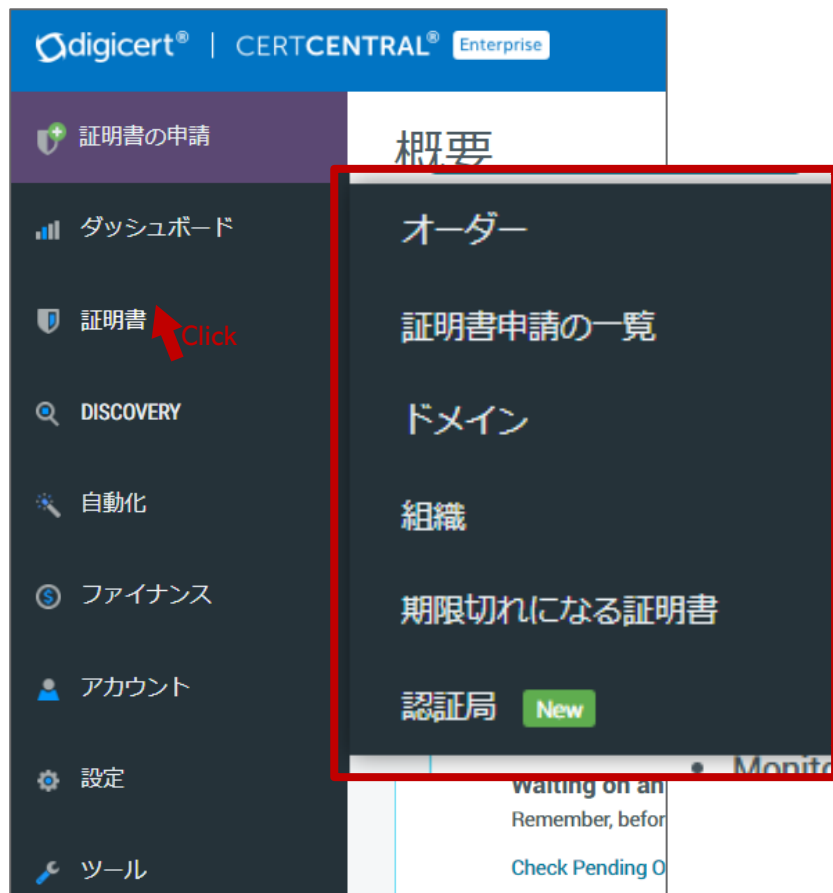 digicert® | CERTCENTRAL® Enterprise
証明書の申請
概要
ダッシュボード
証明書
Click
DISCOVERY
自動化
ファイナンス
アカウント
設定
ツール
オーダー
証明書申請の一覧
ドメイン
組織
期限切れになる証明書
認証局 New
• Monito
Waiting on an
Remember, befor
Check Pending O